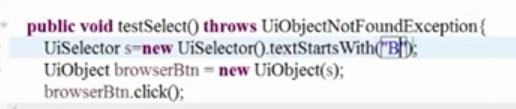 public void testSelect() throws UiObjectNotFoundException{
UiSelector s=new UiSelector().textStartsWith("B");
UiObject browserBtn = new UiObject(s);
browserBtn.click();